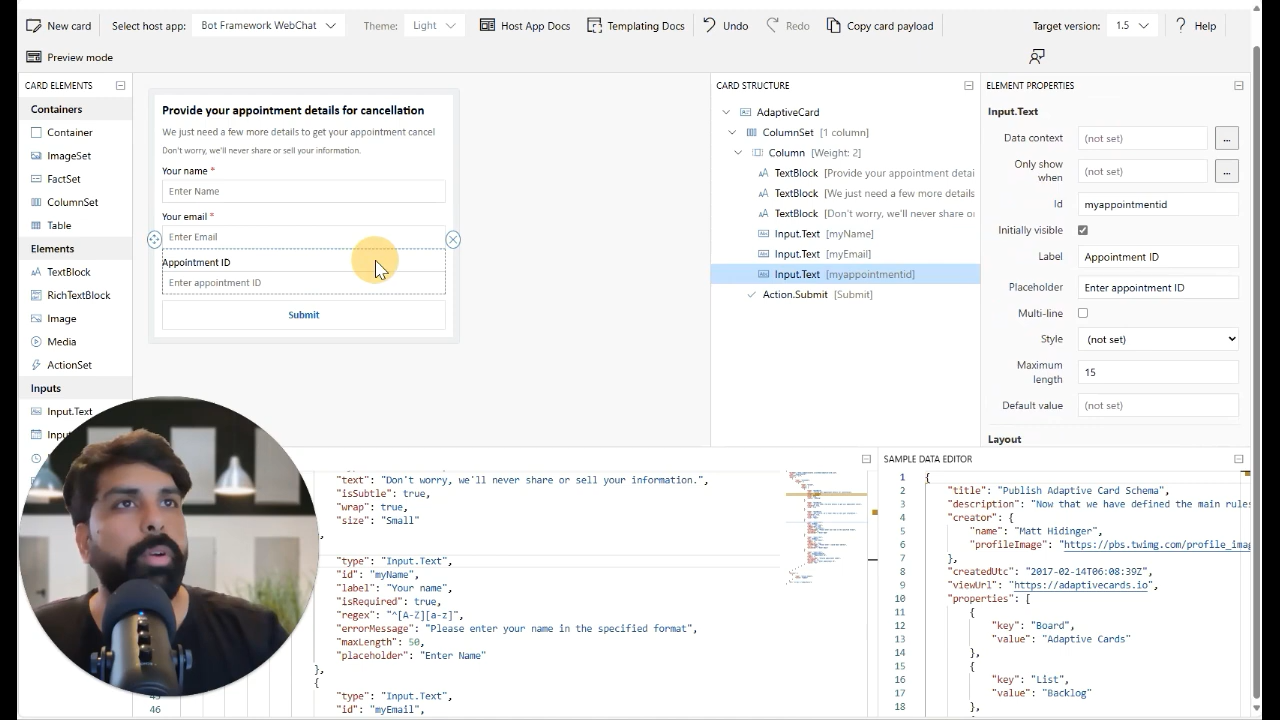 New card
Select host app:
Bot Framework WebChat
Theme:
Light
Host App Docs
Templating Docs
Undo
Redo
Copy card payload
Target version:
1.5
Help
Preview mode
CARD ELEMENTS
Containers
Container
ImageSet
FactSet
ColumnSet
Table
Elements
TextBlock
RichTextBlock
Image
Media
ActionSet
Inputs
Input.Text
Provide your appointment details for cancellation
We just need a few more details to get your appointment cancel
Don't worry, we'll never share or sell your information.
Your name *
Enter Name
Your email *
Enter Email
Appointment ID
Enter appointment ID
Submit
CARD STRUCTURE
AdaptiveCard
ColumnSet [1 column]
Column [Weight: 2]
TextBlock [Provide your appointment detai
TextBlock [We just need a few more details
TextBlock [Don't worry, we'll never share or
Input.Text [myName]
Input.Text [myEmail]
Input.Text [myappointmentid]
Action.Submit [Submit]
ELEMENT PROPERTIES
Input.Text
Data context (not set) ...
Only show when (not set) ...
Id myappointmentid
Initially visible
Label Appointment ID
Placeholder Enter appointment ID
Multi-line
Style (not set)
Maximum length 15
Default value (not set)
Layout
"text": "Don't worry, we'll never share or sell your information.",
"isSubtle": true,
"wrap": true,
"size": "Small"
"type": "Input.Text",
"id": "myName",
"label": "Your name",
"isRequired": true,
"regex": "^[A-Z][a-z]",
"errorMessage": "Please enter your name in the specified format",
"maxLength": 50,
"placeholder": "Enter Name"
},
{
"type": "Input.Text",
46 "id": "myEmail",
SAMPLE DATA EDITOR
1 {
2 "title": "Publish Adaptive Card Schema",
3 "description": "Now that we have defined the main rules
4 "creator": {
5 "name": "Matt Hidinger",
6 "profileImage": "https://pbs.twimg.com/profile_imag
7 },
8 "createdUtc": "2017-02-14T06:08:39Z",
9 "viewUrl": "https://adaptivecards.io",
10 "properties": [
11 {
12 "key": "Board",
13 "value": "Adaptive Cards"
14 },
15 {
16 "key": "List",
17 "value": "Backlog"
18 },